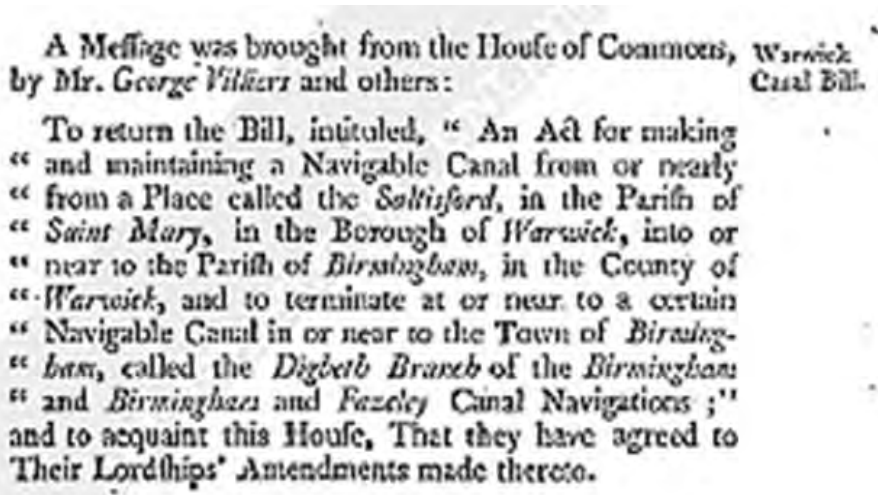 A Meſſage was brought from the Houſe of Commons,
by Mr. George Villiers and others:
Warwick
Canal Bill.
To return the Bill, intituled, “ An Act for making
“ and maintaining a Navigable Canal from or nearly
“ from a Place called the Saltisford, in the Pariſh of
“ Saint Mary, in the Borough of Warwick, into or
“ near to the Pariſh of Birmingham, in the County of
“ Warwick, and to terminate at or near to a certain
“ Navigable Canal in or near to the Town of Birming-
“ ham, called the Digbeth Branch of the Birmingham
“ and Birmingham and Fazeley Canal Navigations ;”
and to acquaint this Houſe, That they have agreed to
Their Lordſhips’ Amendments made thereto.